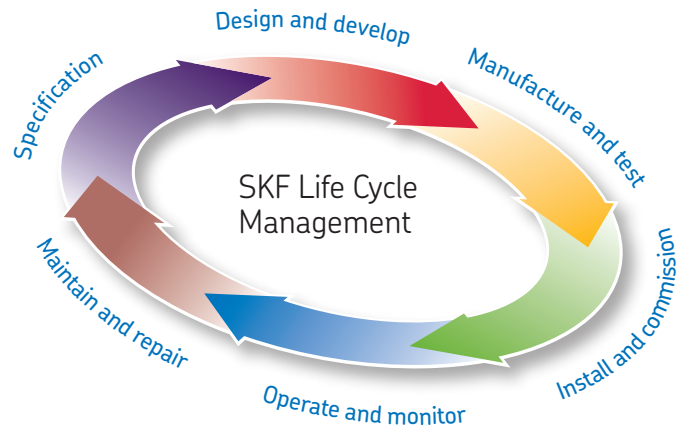 Design and develop
Manufacture and test
Specification
SKF Life Cycle
Management
Install and commission
Maintain and repair
Operate and monitor